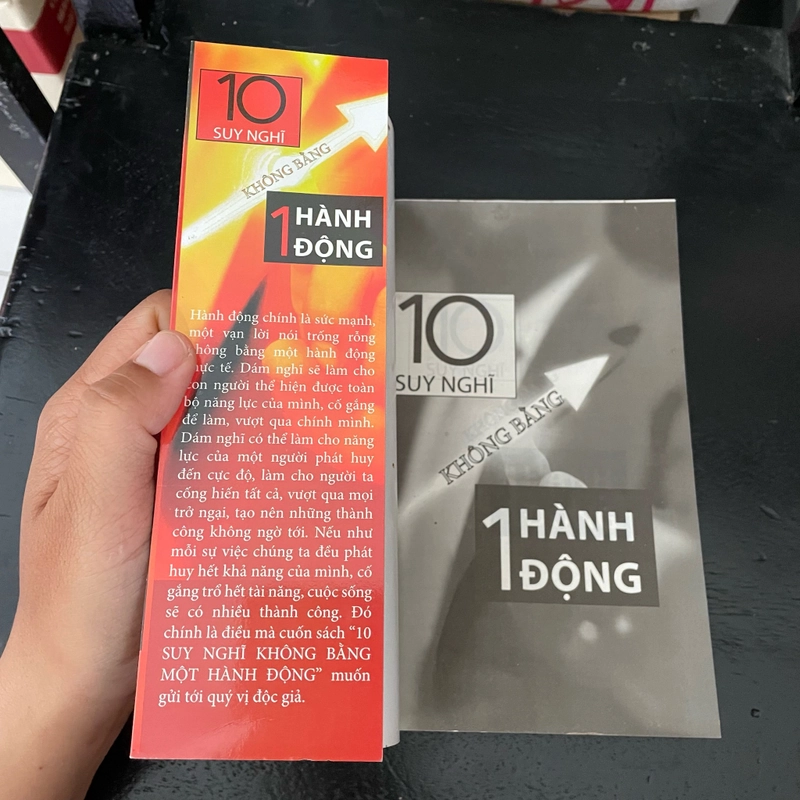 10
SUY NGHĨ
KHÔNG BẰNG
1 HÀNH
ĐỘNG
Hành động chính là sức mạnh,
một vạn lời nói trống rỗng
không bằng một hành động
thực tế. Dám nghĩ sẽ làm cho
con người thể hiện được toàn
bộ năng lực của mình, cố gắng
để làm, vượt qua chính mình.
Dám nghĩ có thể làm cho năng
lực của một người phát huy
đến cực độ, làm cho người ta
cống hiến tất cả, vượt qua mọi
trở ngại, tạo nên những thành
công không ngờ tới. Nếu như
mỗi sự việc chúng ta đều phát
huy hết khả năng của mình, cố
gắng trổ hết tài năng, cuộc sống
sẽ có nhiều thành công. Đó
chính là điều mà cuốn sách “10
SUY NGHĨ KHÔNG BẰNG
MỘT HÀNH ĐỘNG” muốn
gửi tới quý vị độc giả.
10
SUY NGHĨ
KHÔNG BẰNG
1 HÀNH
ĐỘNG